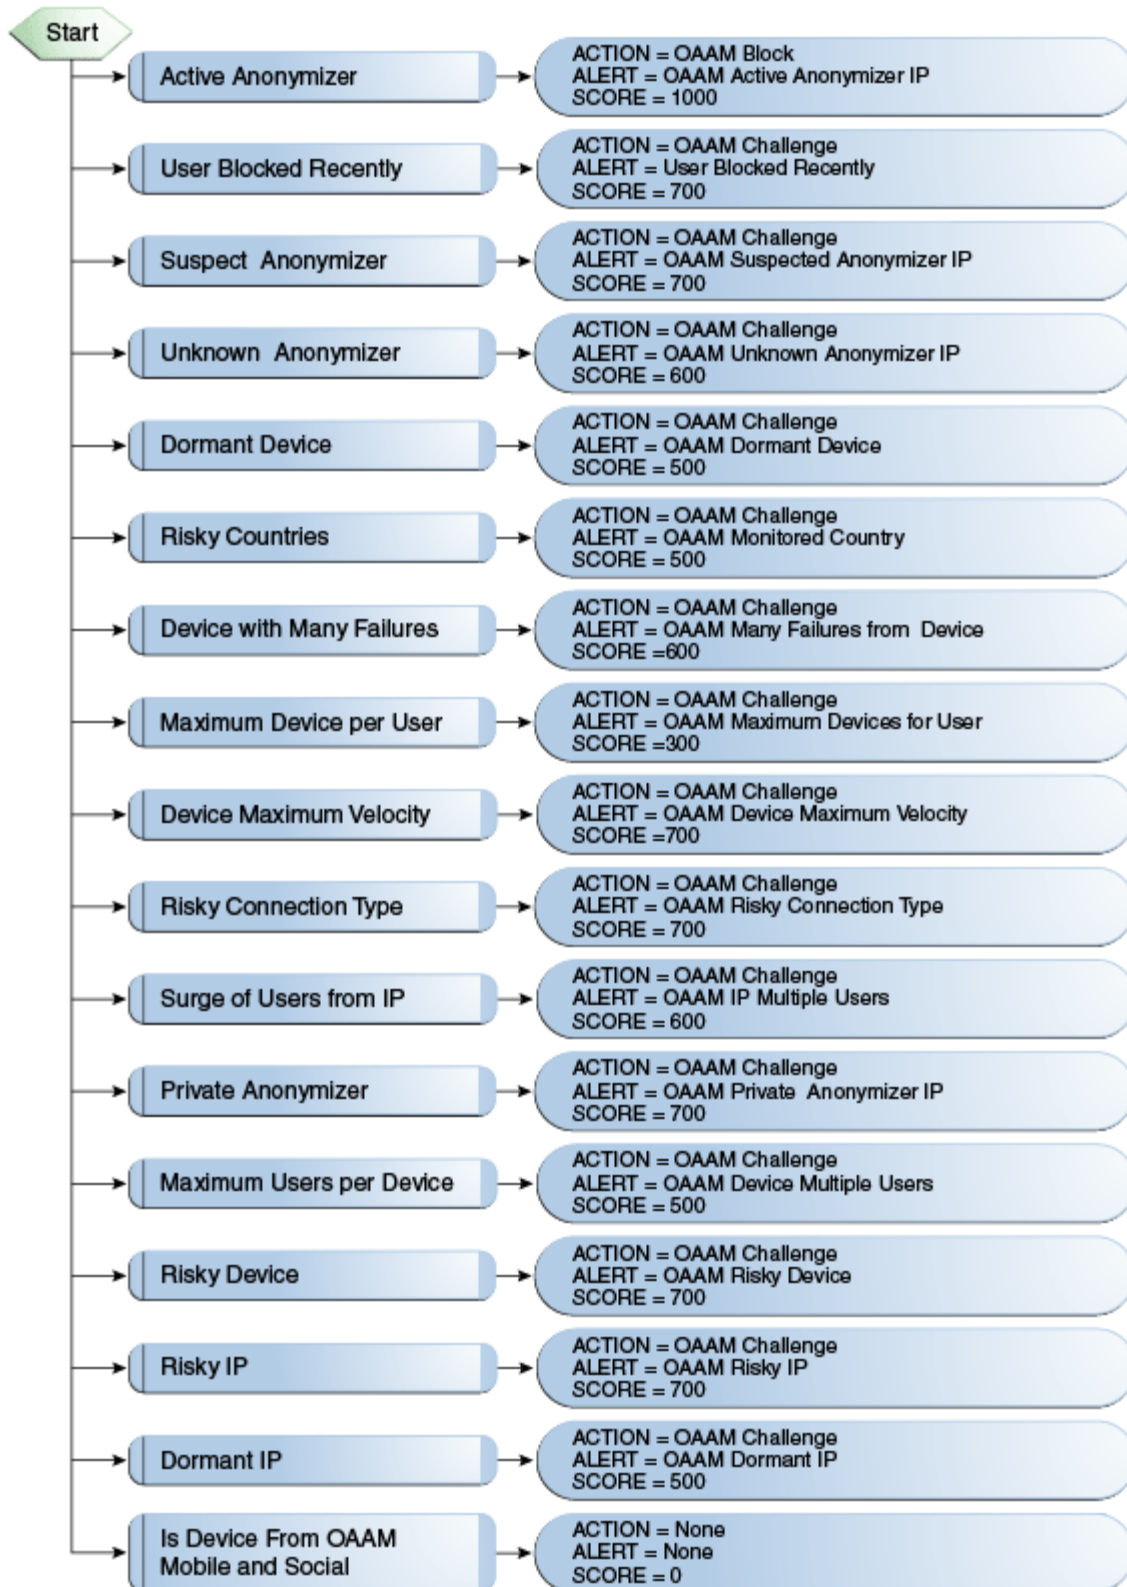 Start
Active Anonymizer
ACTION = OAAM Block
ALERT = OAAM Active Anonymizer IP
SCORE = 1000
User Blocked Recently
ACTION = OAAM Challenge
ALERT = User Blocked Recently
SCORE = 700
Suspect Anonymizer
ACTION = OAAM Challenge
ALERT = OAAM Suspected Anonymizer IP
SCORE = 700
Unknown Anonymizer
ACTION = OAAM Challenge
ALERT = OAAM Unknown Anonymizer IP
SCORE = 600
Dormant Device
ACTION = OAAM Challenge
ALERT = OAAM Dormant Device
SCORE = 500
Risky Countries
ACTION = OAAM Challenge
ALERT = OAAM Monitored Country
SCORE = 500
Device with Many Failures
ACTION = OAAM Challenge
ALERT = OAAM Many Failures from Device
SCORE =600
Maximum Device per User
ACTION = OAAM Challenge
ALERT = OAAM Maximum Devices for User
SCORE =300
Device Maximum Velocity
ACTION = OAAM Challenge
ALERT = OAAM Device Maximum Velocity
SCORE =700
Risky Connection Type
ACTION = OAAM Challenge
ALERT = OAAM Risky Connection Type
SCORE = 700
Surge of Users from IP
ACTION = OAAM Challenge
ALERT = OAAM IP Multiple Users
SCORE = 600
Private Anonymizer
ACTION = OAAM Challenge
ALERT = OAAM Private Anonymizer IP
SCORE = 700
Maximum Users per Device
ACTION = OAAM Challenge
ALERT = OAAM Device Multiple Users
SCORE = 500
Risky Device
ACTION = OAAM Challenge
ALERT = OAAM Risky Device
SCORE = 700
Risky IP
ACTION = OAAM Challenge
ALERT = OAAM Risky IP
SCORE = 700
Dormant IP
ACTION = OAAM Challenge
ALERT = OAAM Dormant IP
SCORE = 500
Is Device From OAAM
Mobile and Social
ACTION = None
ALERT = None
SCORE = 0